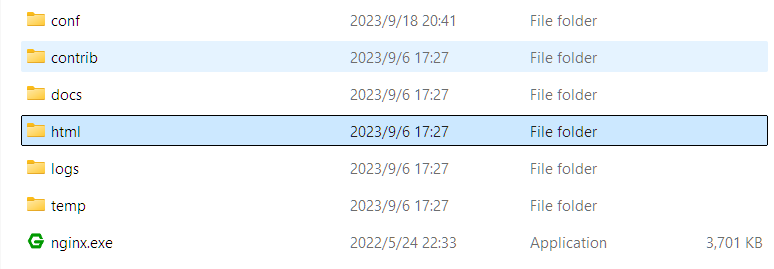 conf 2023/9/18 20:41 File folder
contrib 2023/9/6 17:27 File folder
docs 2023/9/6 17:27 File folder
html 2023/9/6 17:27 File folder
logs 2023/9/6 17:27 File folder
temp 2023/9/6 17:27 File folder
nginx.exe 2022/5/24 22:33 Application 3,701 KB